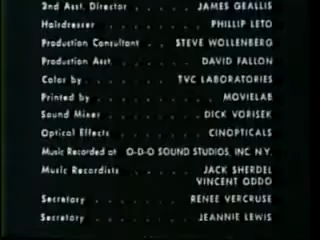 2nd Asst. Director . . . . . . JAMES GEALLIS
Hairdresser . . . . . . . . PHILLIP LETO
Production Consultant . . STEVE WOLLENBERG
Production Asst. . . . . . . DAVID FALLON
Color by . . . . . . . TVC LABORATORIES
Printed by . . . . . . . . . MOVIELAB
Sound Mixer . . . . . . . DICK VORISEK
Optical Effects . . . . . . CINOPTICALS
Music Recorded at O-D-O SOUND STUDIOS, INC. N.Y.
Music Recordists . . . . . JACK SHERDEL
VINCENT ODDO
Secretary . . . . . . . RENEE VERCRUSE
Secretary . . . . . . . . JEANNIE LEWIS